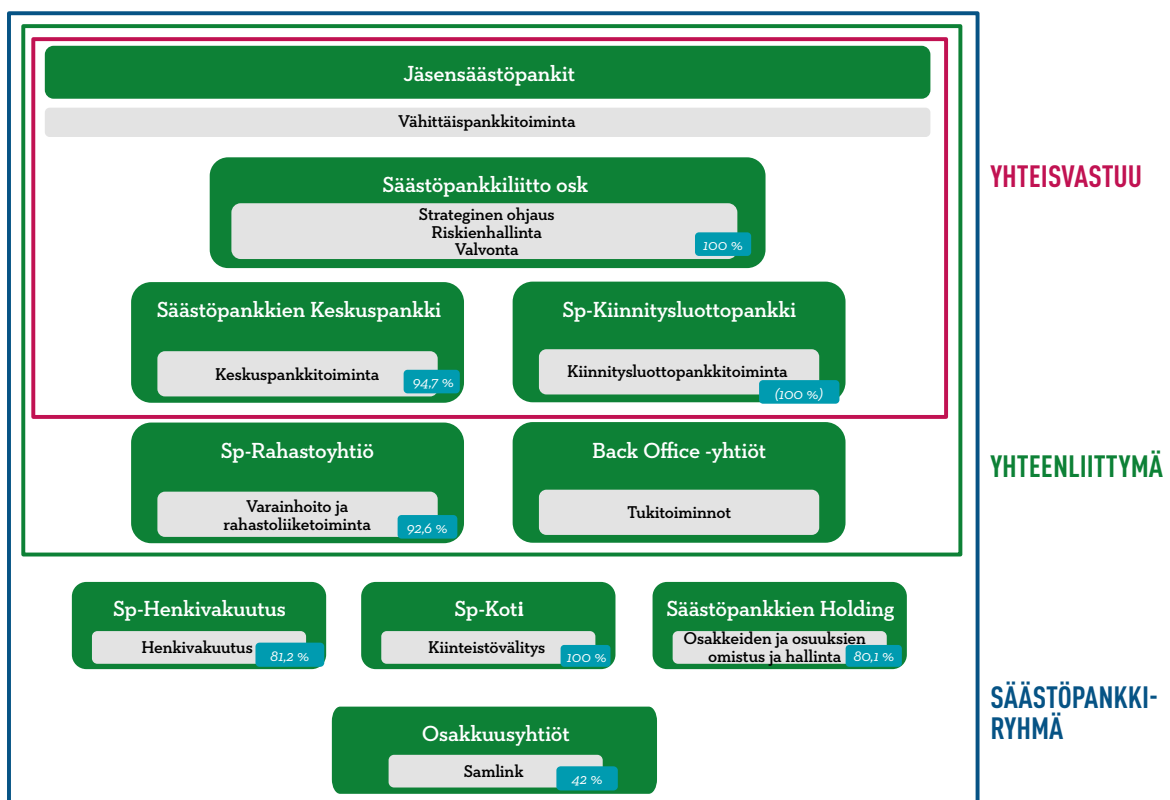 Jäsensäästöpankit
Vähittäispankkitoiminta
YHTEISVASTUU
Säästöpankkiliitto osk
Strateginen ohjaus
Riskienhallinta
Valvonta
100 %
Säästöpankkien Keskuspankki
Keskuspankkitoiminta
94,7 %
Sp-Kiinnitysluottopankki
Kiinnitysluottopankkitoiminta
(100 %)
Sp-Rahastoyhtiö
Varainhoito ja
rahastoliiketoiminta
92,6 %
Back Office -yhtiöt
Tukitoiminnot
YHTEENLIITTYMÄ
Sp-Henkivakuutus
Henkivakuutus
81,2 %
Sp-Koti
Kiinteistövälitys
100 %
Säästöpankkien Holding
Osakkeiden ja osuuksien
omistus ja hallinta
80,1 %
SÄÄSTÖPANKKI-
RYHMÄ
Osakkuusyhtiöt
Samlink
42 %